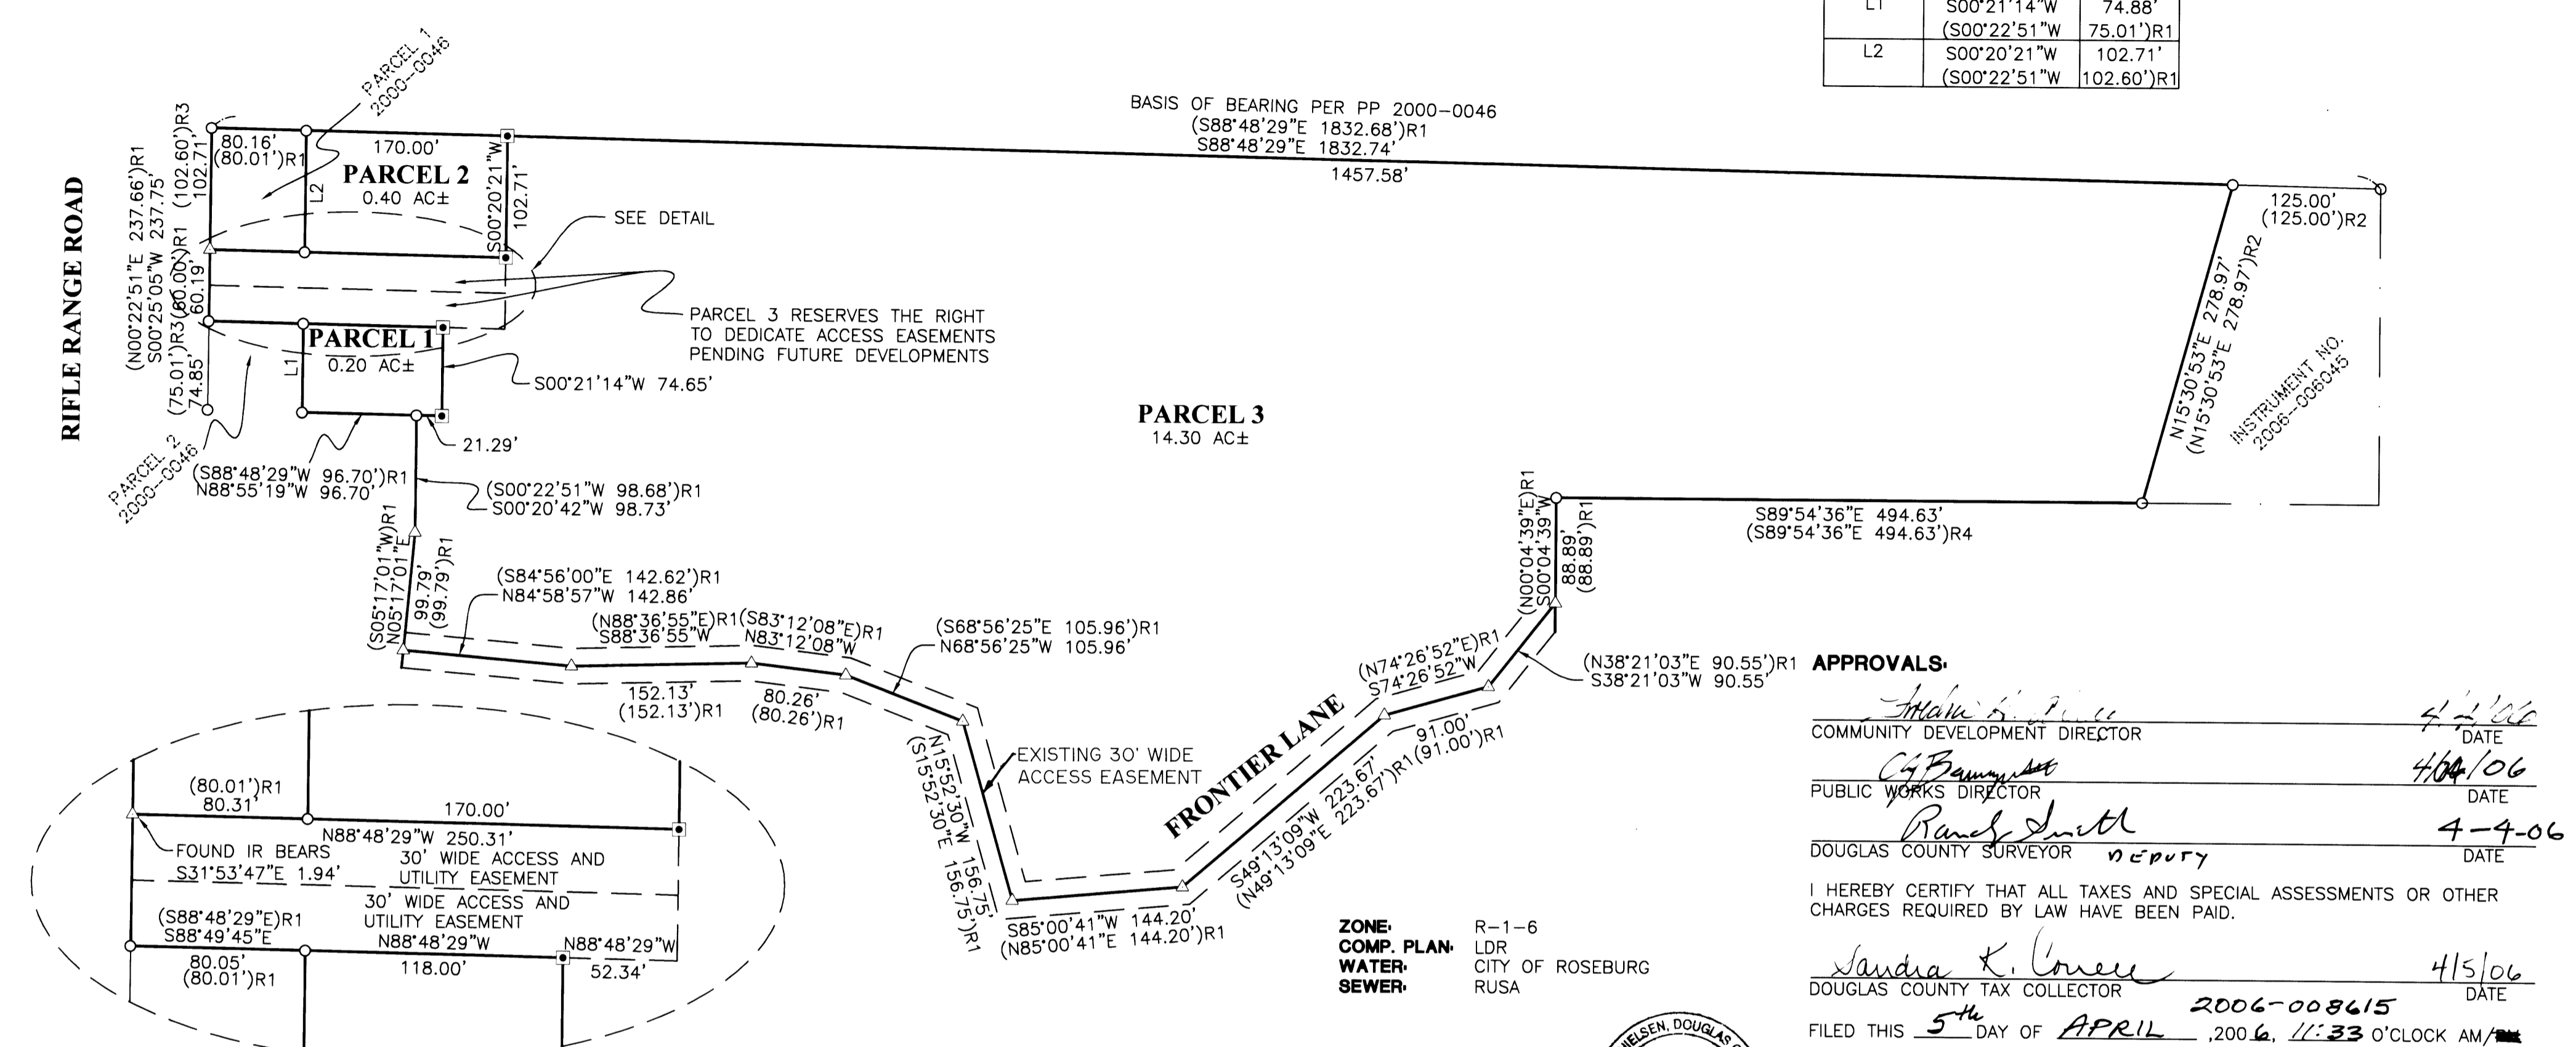 L1 S00°21'14"W 74.88'
(S00°22'51"W 75.01')R1
L2 S00°20'21"W 102.71'
(S00°22'51"W 102.60')R1
PARCEL 1
2000-0046
BASIS OF BEARING PER PP 2000-0046
(S88°48'29"E 1832.68')R1
S88°48'29"E 1832.74'
1457.58'
80.16'
(80.01')R1
170.00'
PARCEL 2
0.40 AC±
L2
S00°20'21"W
102.71'
125.00'
(125.00')R2
RIFLE RANGE ROAD
(N00°22'51"E 237.66')R1
S00°25'05"W 237.75'
(75.01')R3(60.00')R1 (102.60')R3
74.85' 60.19' 102.71'
SEE DETAIL
PARCEL 3 RESERVES THE RIGHT
TO DEDICATE ACCESS EASEMENTS
PENDING FUTURE DEVELOPMENTS
PARCEL 1
0.20 AC±
L1
S00°21'14"W 74.65'
21.29'
PARCEL 2
2000-0046
(S88°48'29"W 96.70')R1
N88°55'19"W 96.70'
(S00°22'51"W 98.68')R1
S00°20'42"W 98.73'
PARCEL 3
14.30 AC±
N15°30'53"E 278.97'
(N15°30'53"E 278.97')R2
INSTRUMENT NO.
2006-006045
S89°54'36"E 494.63'
(S89°54'36"E 494.63')R4
(N00°04'39"E)R1
S00°04'39"W
88.89'
(88.89')R1
(S05°17'01"W)R1
N05°17'01"E
99.79'
(99.79')R1
(S84°56'00"E 142.62')R1
N84°58'57"W 142.86'
(N88°36'55"E)R1(S83°12'08"E)R1
S88°36'55"W N83°12'08"W
152.13'
(152.13')R1
80.26'
(80.26')R1
(S68°56'25"E 105.96')R1
N68°56'25"W 105.96'
N15°52'30"W 156.75'
(S15°52'30"E 156.75')R1
EXISTING 30' WIDE
ACCESS EASEMENT
S85°00'41"W 144.20'
(N85°00'41"E 144.20')R1
FRONTIER LANE
S49°13'09"W 223.67'
(N49°13'09"E 223.67')R1
(N74°26'52"E)R1
S74°26'52"W
91.00'
(91.00')R1
(N38°21'03"E 90.55')R1
S38°21'03"W 90.55'
(80.01')R1
80.31'
170.00'
N88°48'29"W 250.31'
FOUND IR BEARS
S31°53'47"E 1.94'
30' WIDE ACCESS AND
UTILITY EASEMENT
30' WIDE ACCESS AND
UTILITY EASEMENT
(S88°48'29"E)R1
S88°49'45"E
80.05'
(80.01')R1
N88°48'29"W
118.00'
N88°48'29"W
52.34'
ZONE: R-1-6
COMP. PLAN: LDR
WATER: CITY OF ROSEBURG
SEWER: RUSA
APPROVALS:
COMMUNITY DEVELOPMENT DIRECTOR DATE
PUBLIC WORKS DIRECTOR DATE
Randy Smith 4-4-06
DOUGLAS COUNTY SURVEYOR DEPUTY DATE
I HEREBY CERTIFY THAT ALL TAXES AND SPECIAL ASSESSMENTS OR OTHER
CHARGES REQUIRED BY LAW HAVE BEEN PAID.
Sandra K. 4/5/06
DOUGLAS COUNTY TAX COLLECTOR DATE
2006-008615
FILED THIS 5th DAY OF APRIL ,2006, 11:33 O'CLOCK AM/
NIELSEN, DOUGLAS